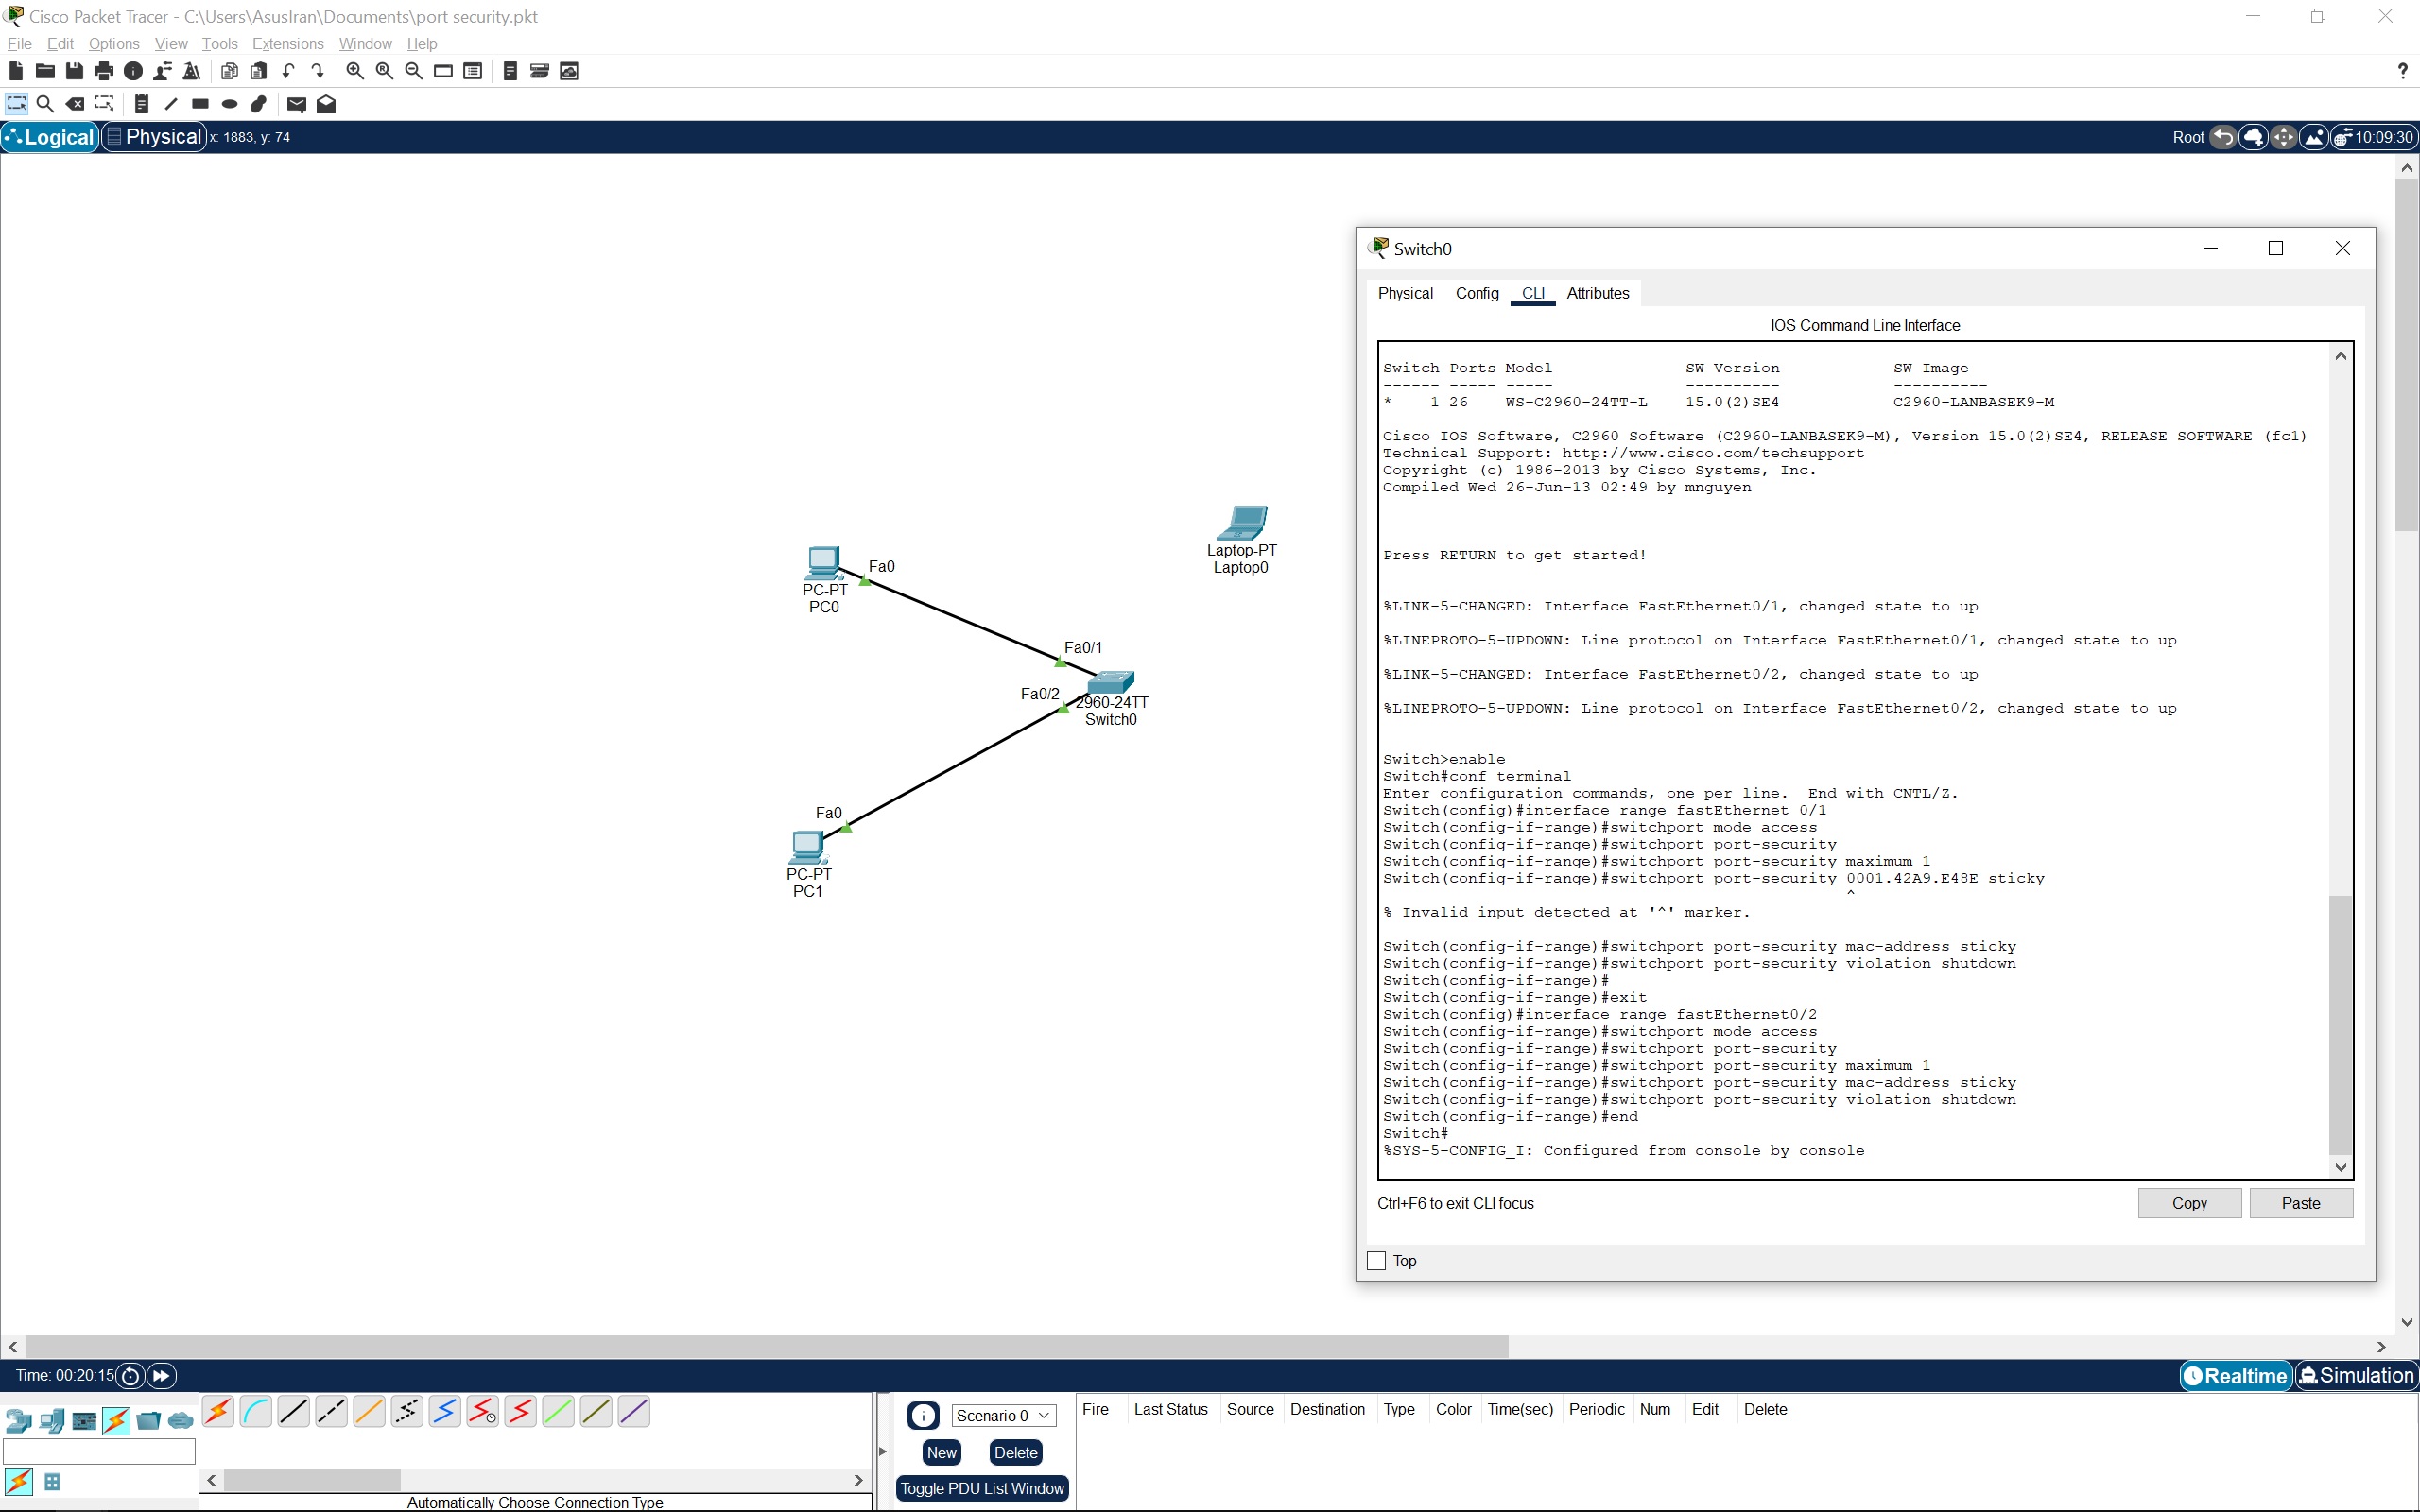 Cisco Packet Tracer - C:\Users\AsusIran\Documents\port security.pkt
File Edit Options View Tools Extensions Window Help
?
Logical Physical x: 1883, y: 74 Root 10:09:30
Laptop-PT
Laptop0
Fa0
PC-PT
PC0
Fa0/1
Fa0/2
2960-24TT
Switch0
Fa0
PC-PT
PC1
Switch0
Physical Config CLI Attributes
IOS Command Line Interface
Switch Ports Model SW Version SW Image
------ ----- ----- ---------- ----------
* 1 26 WS-C2960-24TT-L 15.0(2)SE4 C2960-LANBASEK9-M
Cisco IOS Software, C2960 Software (C2960-LANBASEK9-M), Version 15.0(2)SE4, RELEASE SOFTWARE (fc1)
Technical Support: http://www.cisco.com/techsupport
Copyright (c) 1986-2013 by Cisco Systems, Inc.
Compiled Wed 26-Jun-13 02:49 by mnguyen
Press RETURN to get started!
%LINK-5-CHANGED: Interface FastEthernet0/1, changed state to up
%LINEPROTO-5-UPDOWN: Line protocol on Interface FastEthernet0/1, changed state to up
%LINK-5-CHANGED: Interface FastEthernet0/2, changed state to up
%LINEPROTO-5-UPDOWN: Line protocol on Interface FastEthernet0/2, changed state to up
Switch>enable
Switch#conf terminal
Enter configuration commands, one per line. End with CNTL/Z.
Switch(config)#interface range fastEthernet 0/1
Switch(config-if-range)#switchport mode access
Switch(config-if-range)#switchport port-security
Switch(config-if-range)#switchport port-security maximum 1
Switch(config-if-range)#switchport port-security 0001.42A9.E48E sticky
^
% Invalid input detected at '^' marker.
Switch(config-if-range)#switchport port-security mac-address sticky
Switch(config-if-range)#switchport port-security violation shutdown
Switch(config-if-range)#
Switch(config-if-range)#exit
Switch(config)#interface range fastEthernet0/2
Switch(config-if-range)#switchport mode access
Switch(config-if-range)#switchport port-security
Switch(config-if-range)#switchport port-security maximum 1
Switch(config-if-range)#switchport port-security mac-address sticky
Switch(config-if-range)#switchport port-security violation shutdown
Switch(config-if-range)#end
Switch#
%SYS-5-CONFIG_I: Configured from console by console
Ctrl+F6 to exit CLI focus Copy Paste
Top
Time: 00:20:15 Realtime Simulation
Scenario 0
New Delete
Toggle PDU List Window
Fire Last Status Source Destination Type Color Time(sec) Periodic Num Edit Delete
Automatically Choose Connection Type